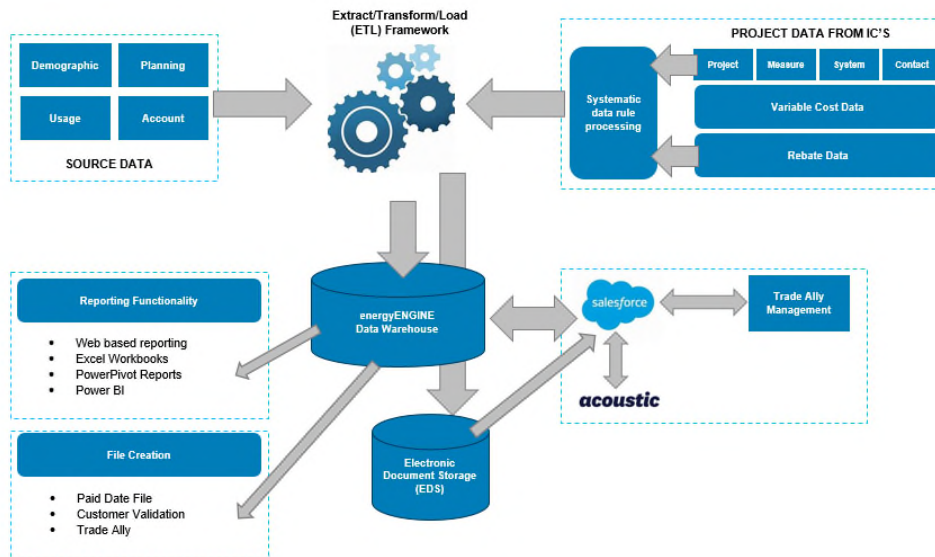 Extract/Transform/Load
(ETL) Framework
Demographic
Planning
Usage
Account
SOURCE DATA
PROJECT DATA FROM IC'S
Systematic
data rule
processing
Project
Measure
System
Contact
Variable Cost Data
Rebate Data
Reporting Functionality
• Web based reporting
• Excel Workbooks
• PowerPivot Reports
• Power BI
energyENGINE
Data Warehouse
salesforce
Trade Ally
Management
acoustic
File Creation
• Paid Date File
• Customer Validation
• Trade Ally
Electronic
Document Storage
(EDS)